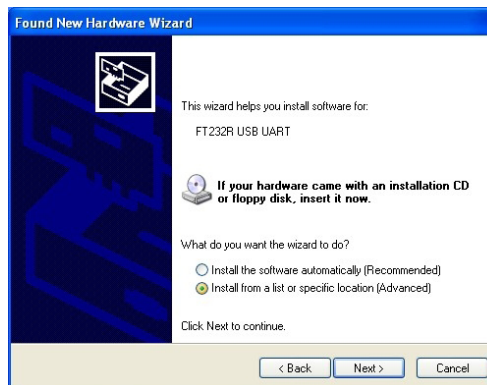 Found New Hardware Wizard
This wizard helps you install software for:
FT232R USB UART
If your hardware came with an installation CD
or floppy disk, insert it now.
What do you want the wizard to do?
Install the software automatically (Recommended)
Install from a list or specific location (Advanced)
Click Next to continue.
< Back
Next >
Cancel